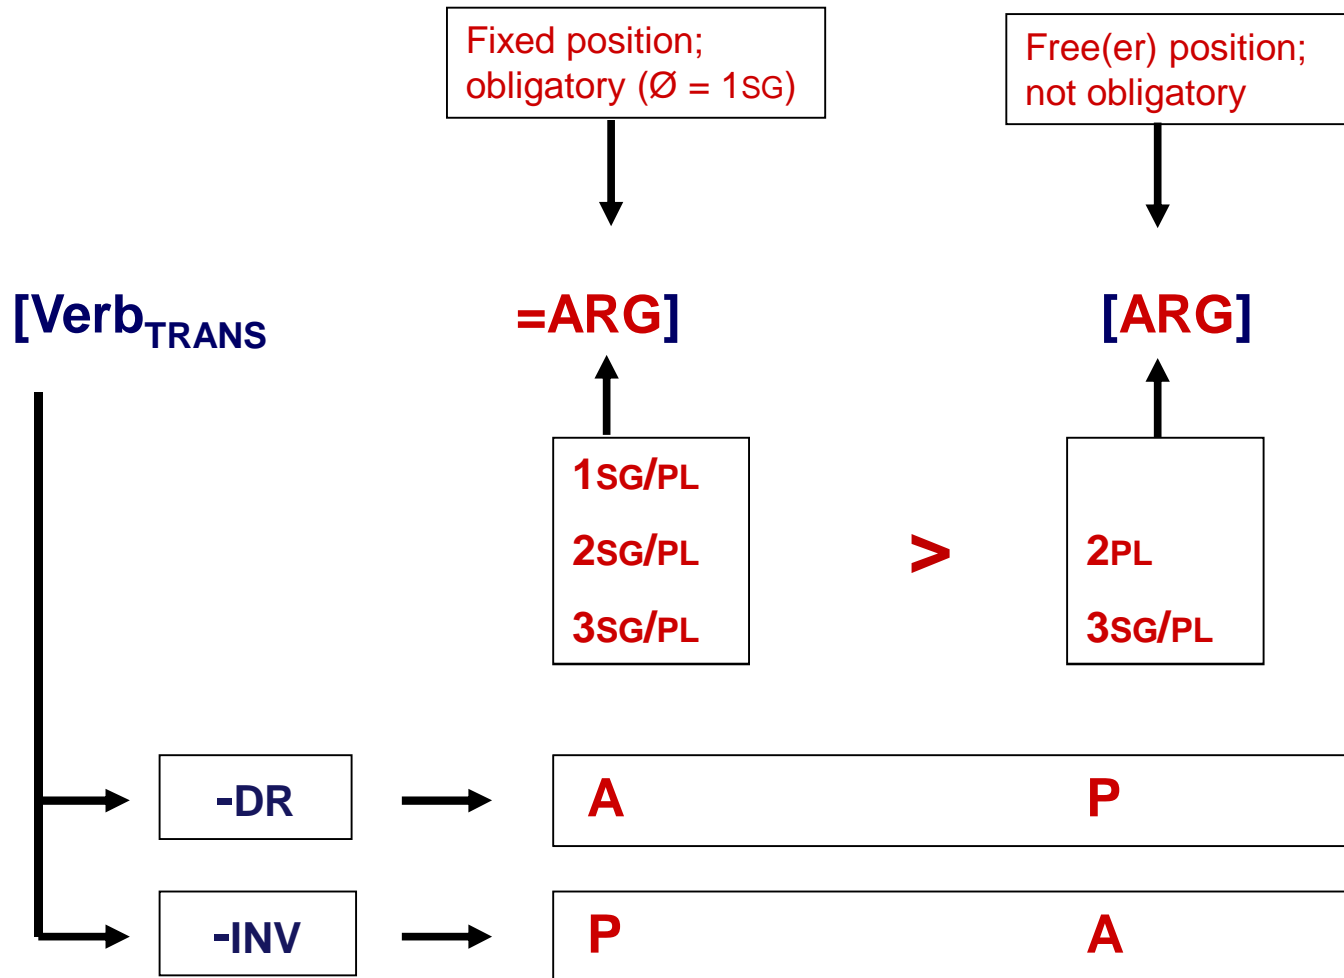 Fixed position;
obligatory (Ø = 1SG)
Free(er) position;
not obligatory
[Verb_TRANS =ARG] [ARG]
1SG/PL
2SG/PL > 2PL
3SG/PL 3SG/PL
-DR A P
-INV P A